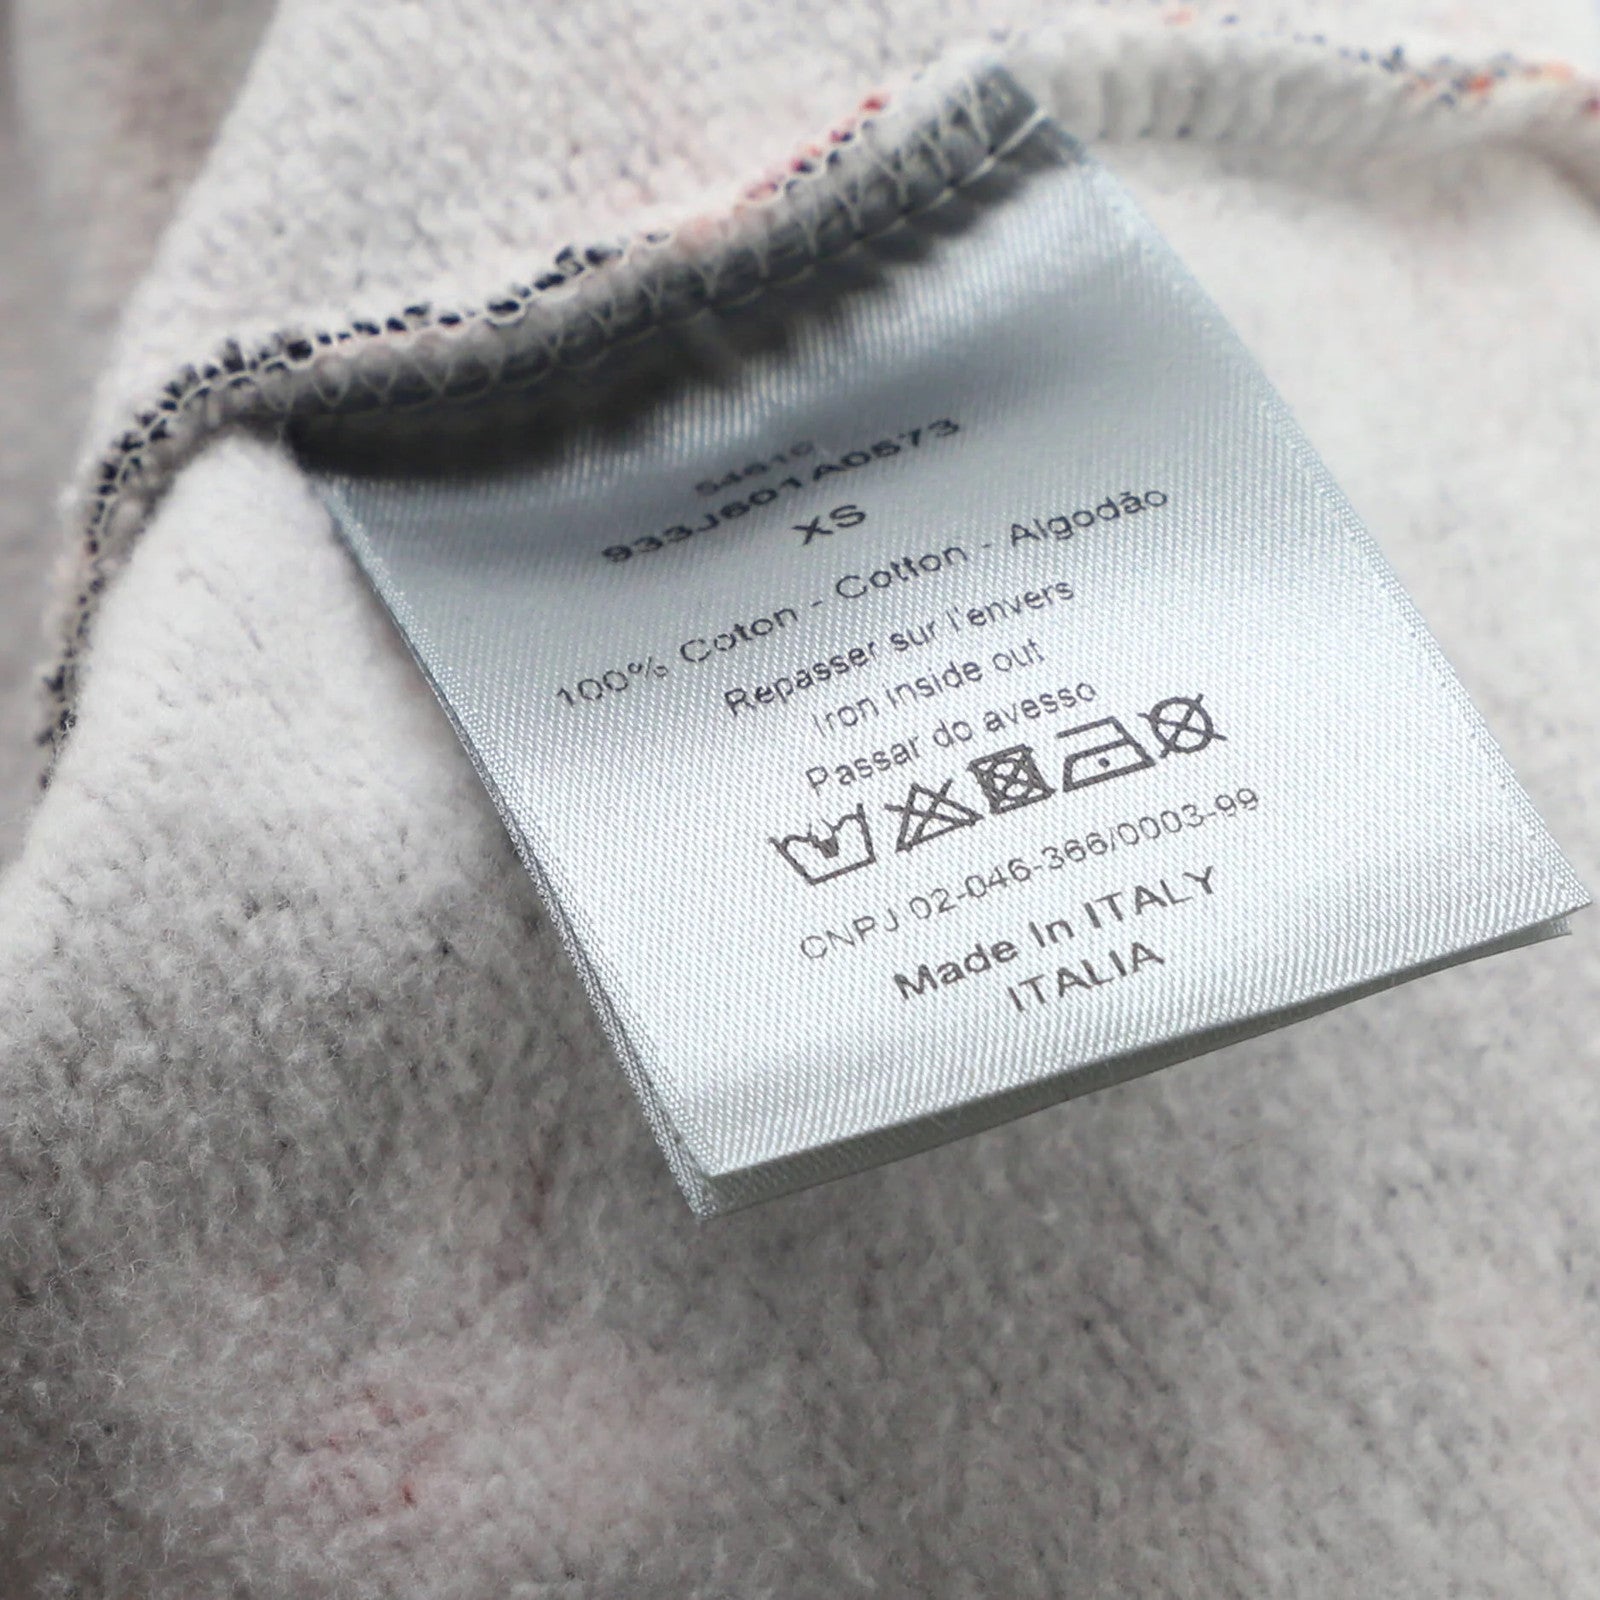 933J601A0573
XS
100% Coton - Cotton - Algodão
Repasser sur l'envers
Iron inside out
Passar do avesso
CNPJ 02-046-366/0003-99
Made In ITALY
ITALIA